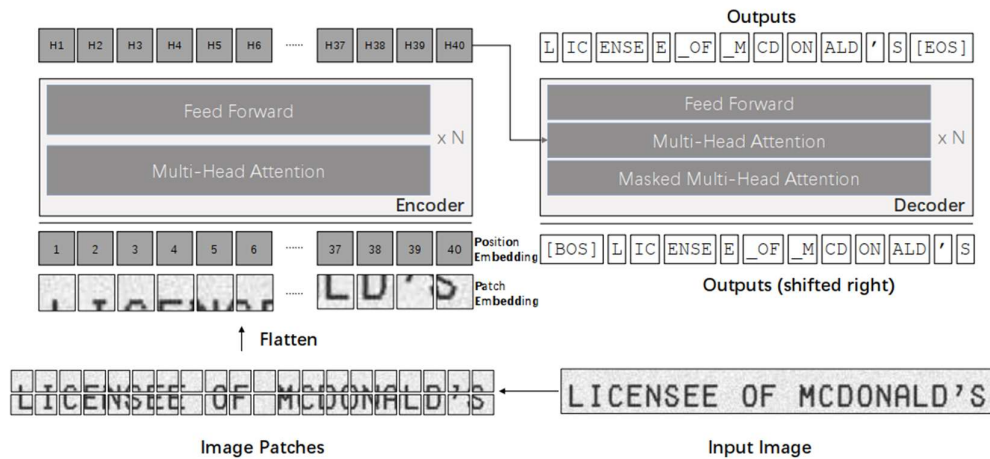 H1 H2 H3 H4 H5 H6 ...... H37 H38 H39 H40
Feed Forward
Multi-Head Attention
x N
Encoder
1 2 3 4 5 6 ...... 37 38 39 40
Position Embedding
LICENSE ...... LD'S
Patch Embedding
Flatten
LICENSEE OF MCDONALD'S
Image Patches
Outputs
L IC ENSE E _OF _M CD ON ALD ' S [EOS]
Feed Forward
Multi-Head Attention
Masked Multi-Head Attention
x N
Decoder
[BOS] L IC ENSE E _OF _M CD ON ALD ' S
Outputs (shifted right)
LICENSEE OF MCDONALD'S
Input Image